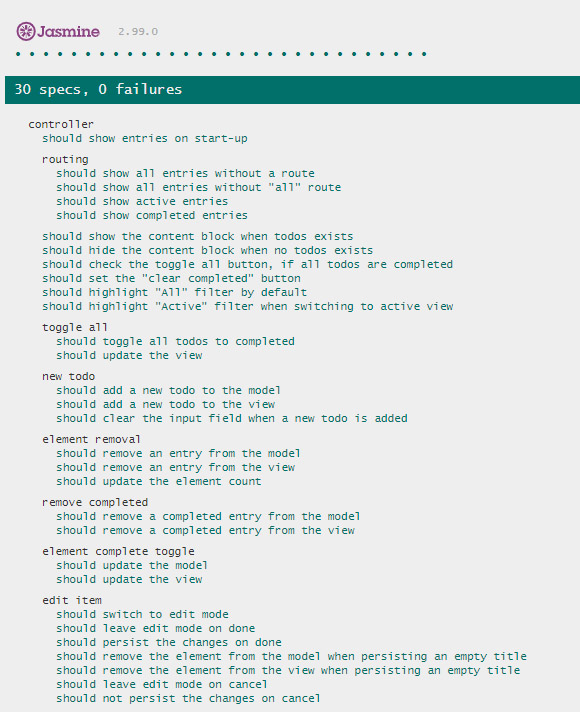 Jasmine 2.99.0
30 specs, 0 failures
controller
should show entries on start-up
routing
should show all entries without a route
should show all entries without "all" route
should show active entries
should show completed entries
should show the content block when todos exists
should hide the content block when no todos exists
should check the toggle all button, if all todos are completed
should set the "clear completed" button
should highlight "All" filter by default
should highlight "Active" filter when switching to active view
toggle all
should toggle all todos to completed
should update the view
new todo
should add a new todo to the model
should add a new todo to the view
should clear the input field when a new todo is added
element removal
should remove an entry from the model
should remove an entry from the view
should update the element count
remove completed
should remove a completed entry from the model
should remove a completed entry from the view
element complete toggle
should update the model
should update the view
edit item
should switch to edit mode
should leave edit mode on done
should persist the changes on done
should remove the element from the model when persisting an empty title
should remove the element from the view when persisting an empty title
should leave edit mode on cancel
should not persist the changes on cancel